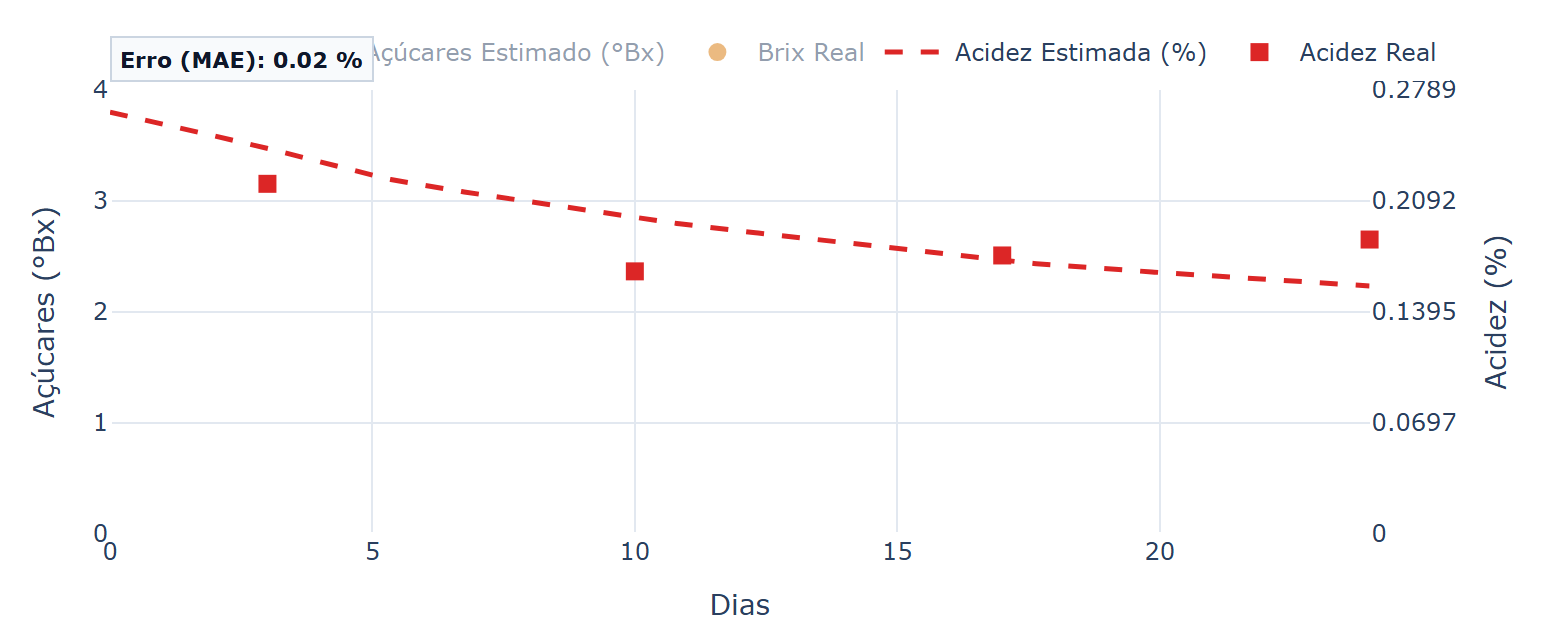 Erro (MAE): 0.02 %
Açúcares Estimado (°Bx)
Brix Real
Acidez Estimada (%)
Acidez Real
4
3
2
1
0
Açúcares (°Bx)
0.2789
0.2092
0.1395
0.0697
0
Acidez (%)
0
5
10
15
20
Dias